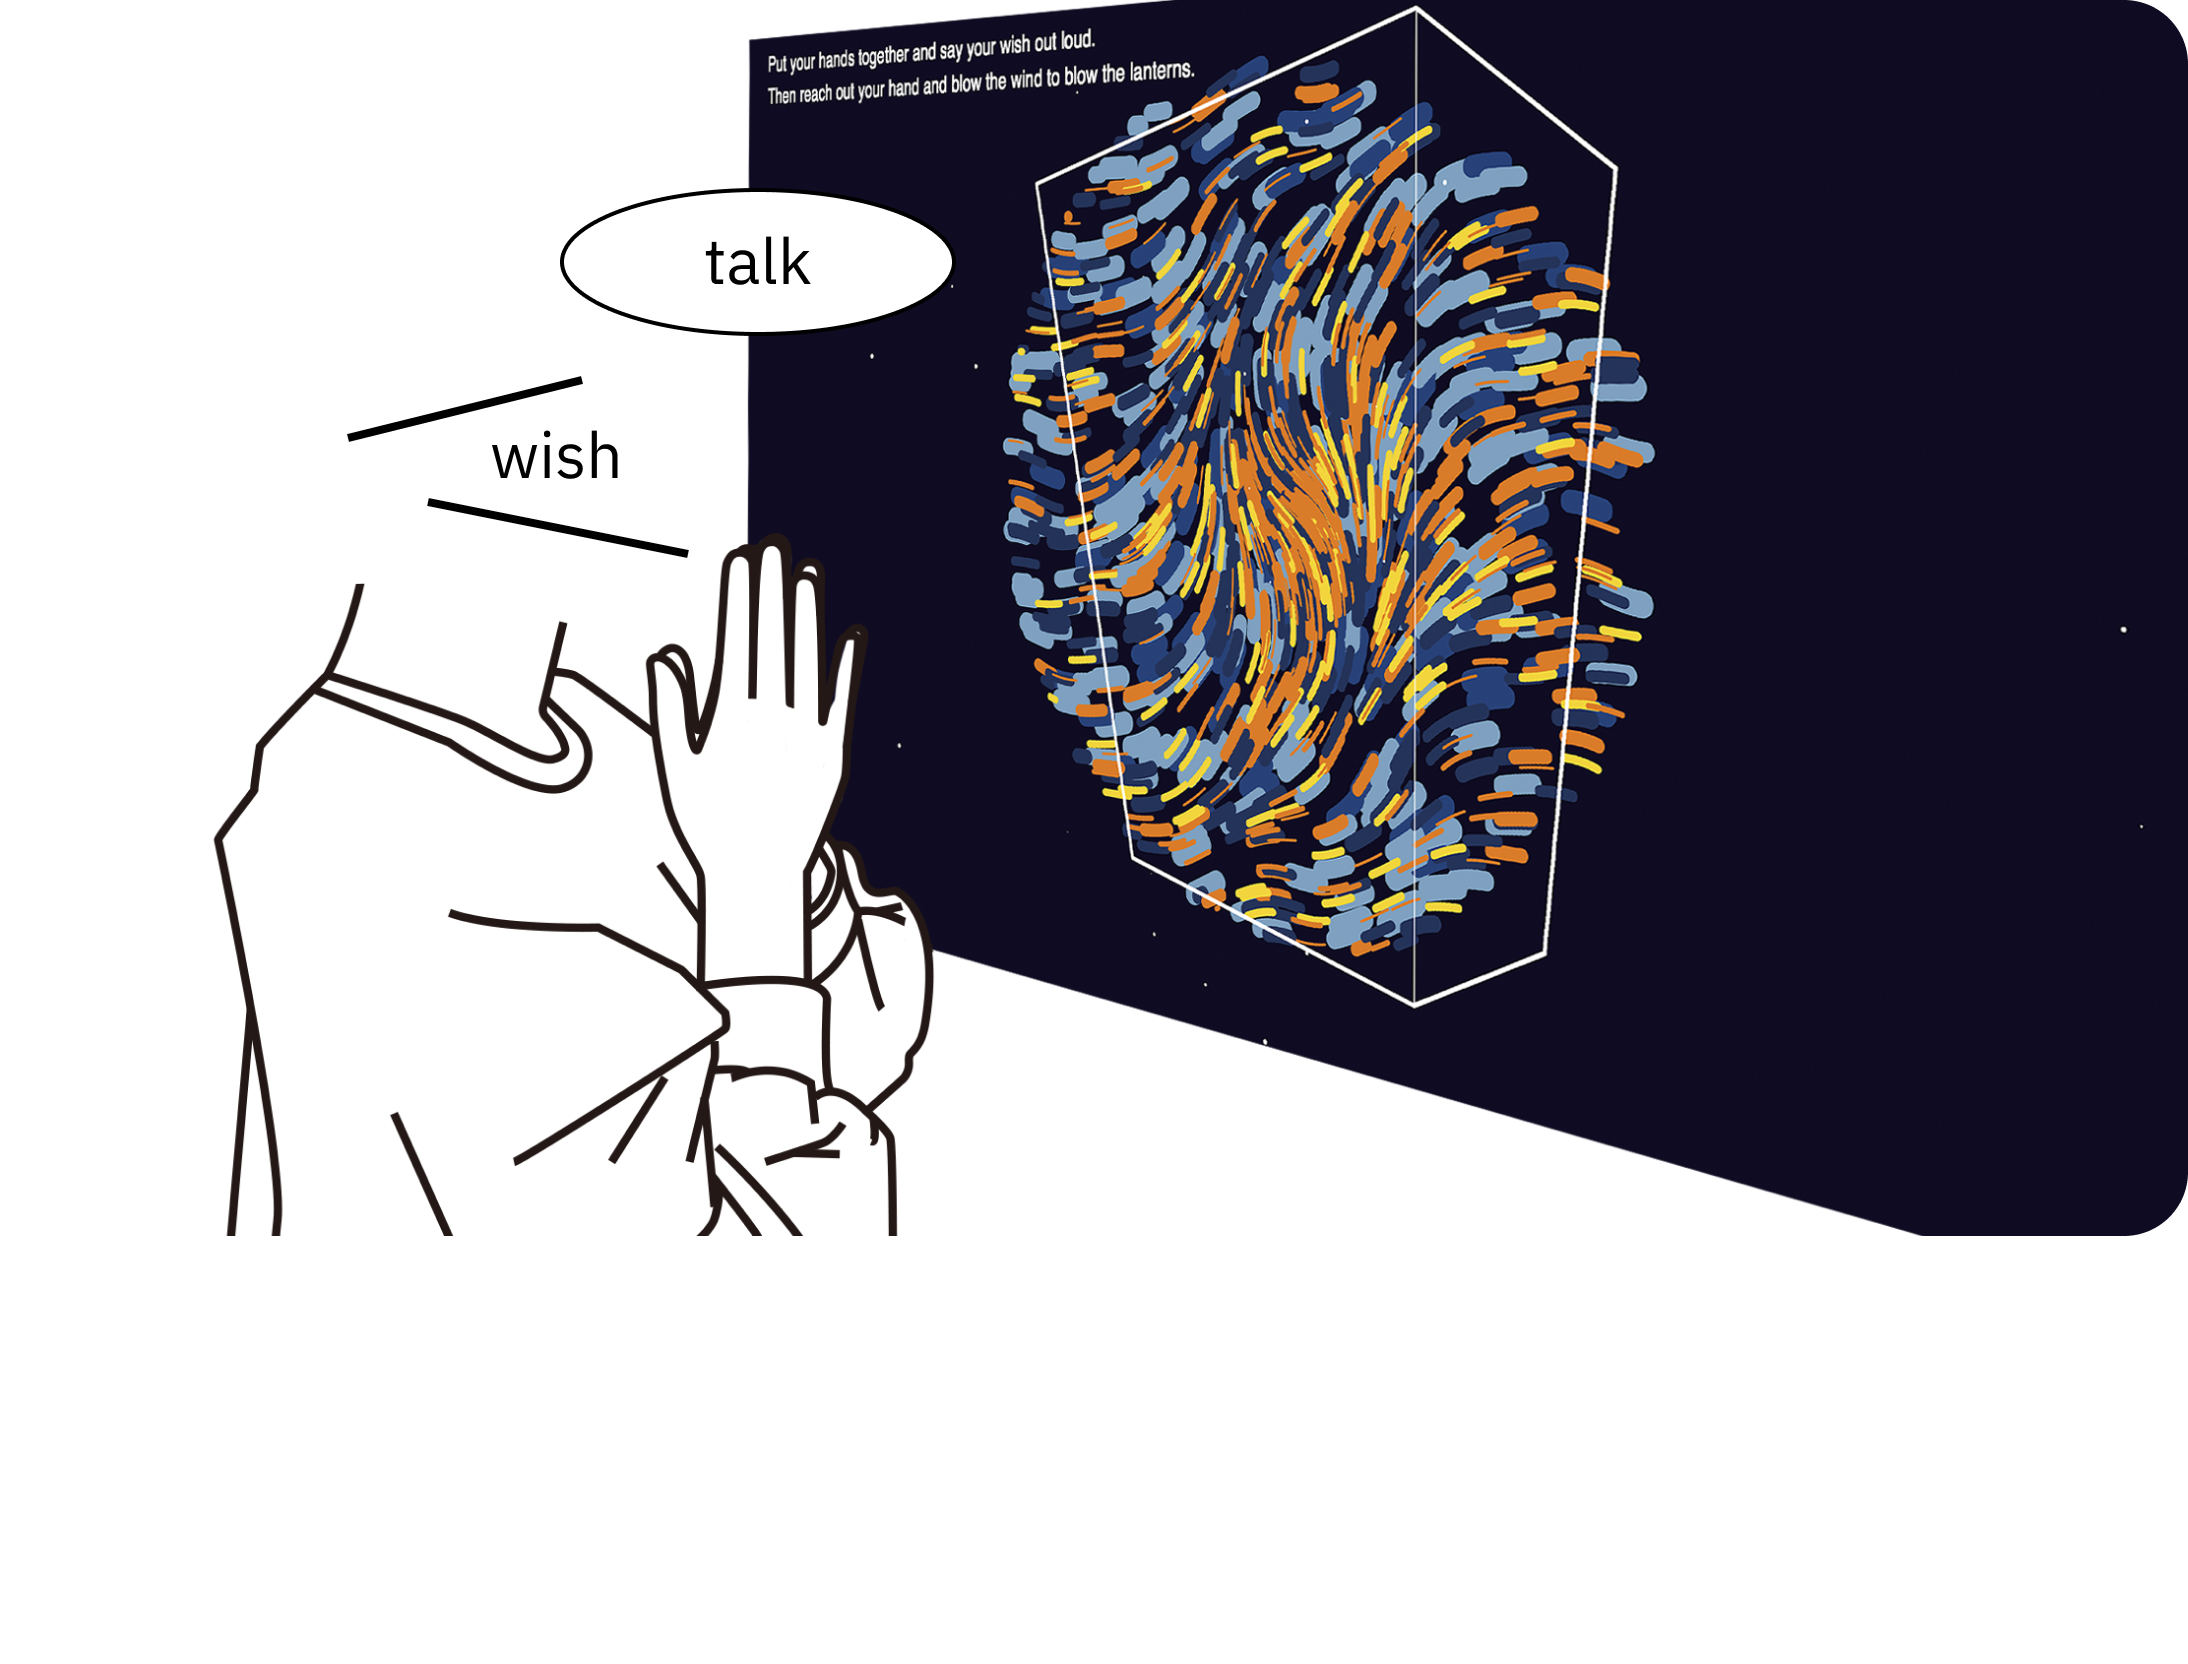 Put your hands together and say your wish out loud.
Then reach out your hand and blow the wind to blow the lanterns.
talk
wish